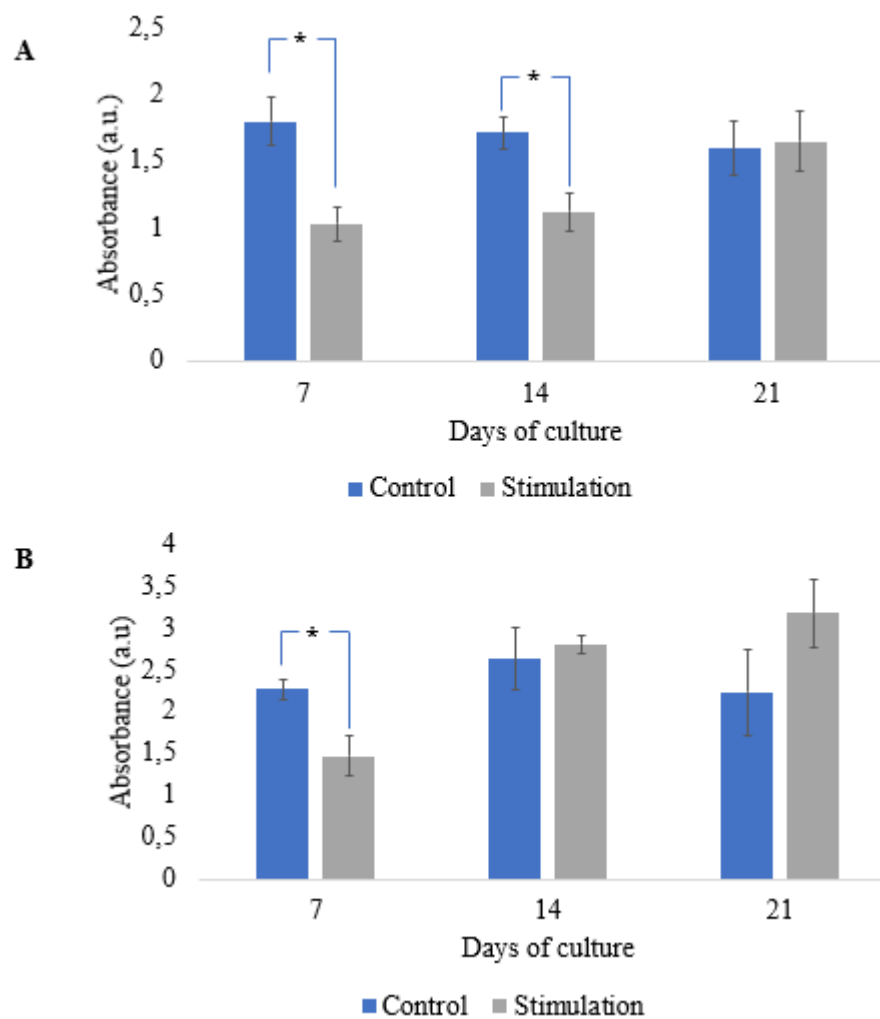 A
Absorbance (a.u.)
2,5
2
1,5
1
0,5
0
*
*
7 14 21
Days of culture
Control Stimulation
B
Absorbance (a.u)
4
3,5
3
2,5
2
1,5
1
0,5
0
*
7 14 21
Days of culture
Control Stimulation